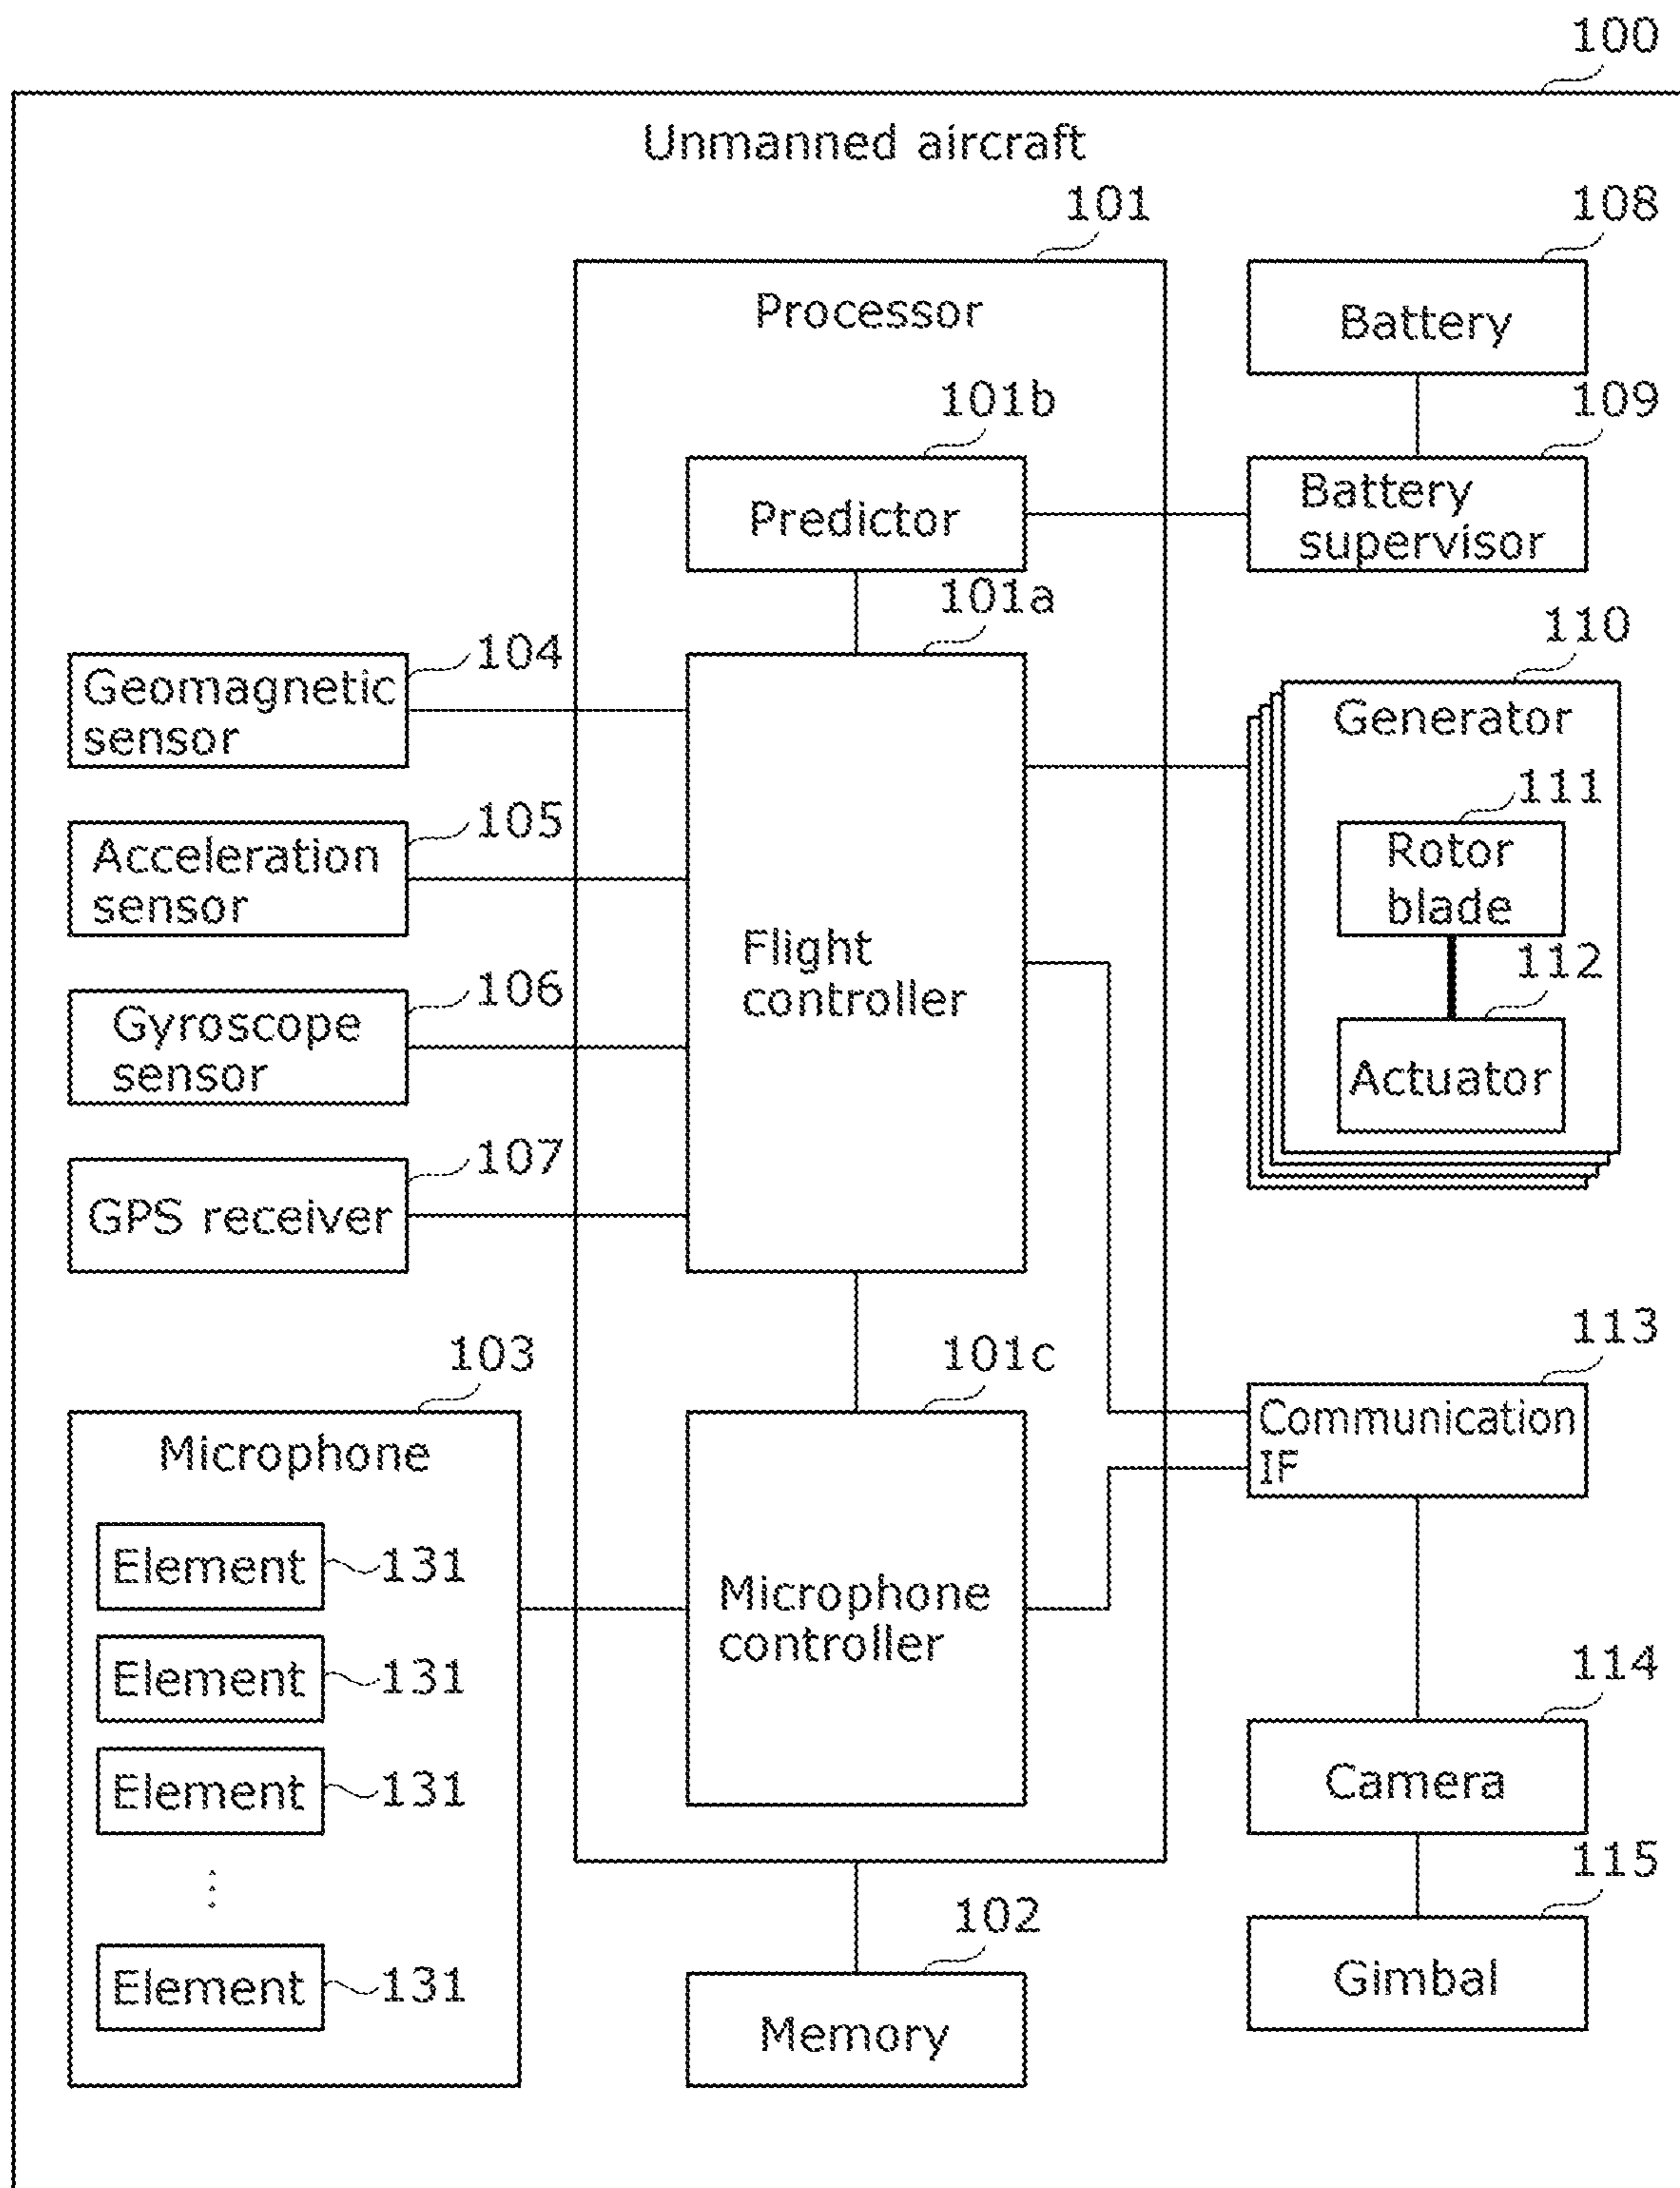 100
Unmanned aircraft
101
108
Processor
Battery
101b
109
Predictor
Battery
supervisor
101a
104
110
Geomagnetic
sensor
Generator
105
111
Acceleration
sensor
Rotor
blade
Flight
controller
106
112
Gyroscope
sensor
Actuator
107
GPS receiver
103
101c
113
Microphone
Communication
IF
Element
131
Microphone
controller
Element
131
114
Element
131
Camera
⋮
115
102
Element
131
Gimbal
Memory